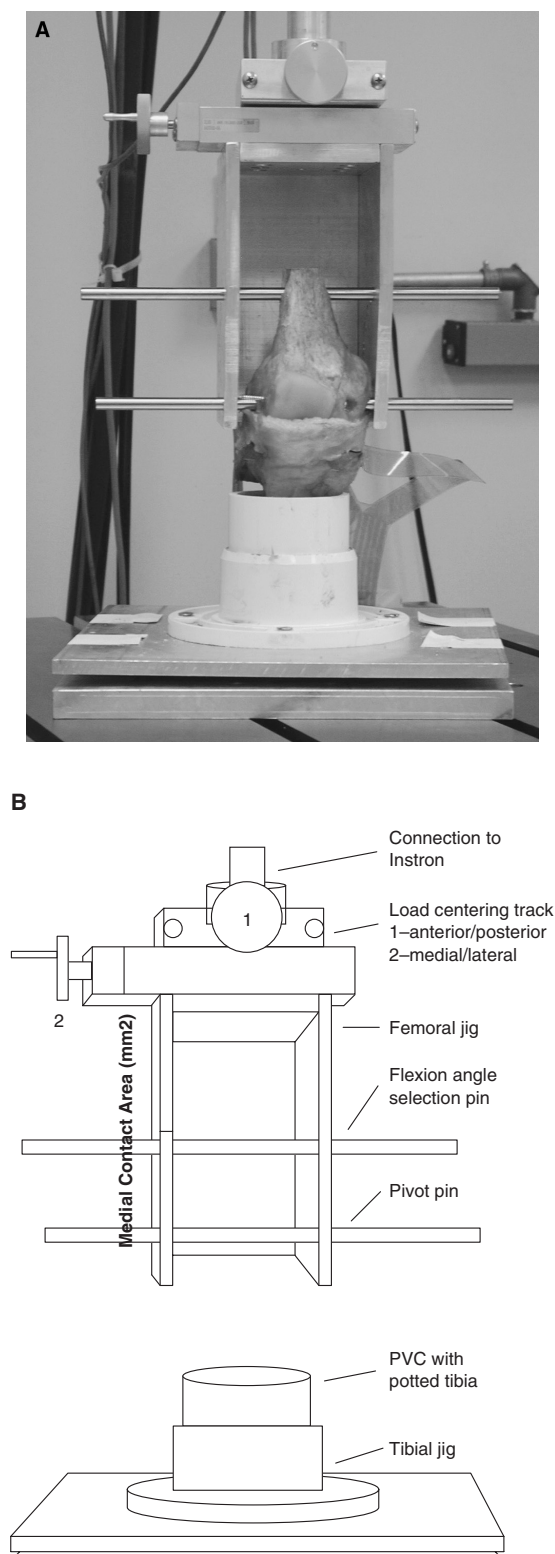 A
B
Connection to
Instron
Load centering track
1–anterior/posterior
2–medial/lateral
1
2
Femoral jig
Medial Contact Area (mm2)
Flexion angle
selection pin
Pivot pin
PVC with
potted tibia
Tibial jig